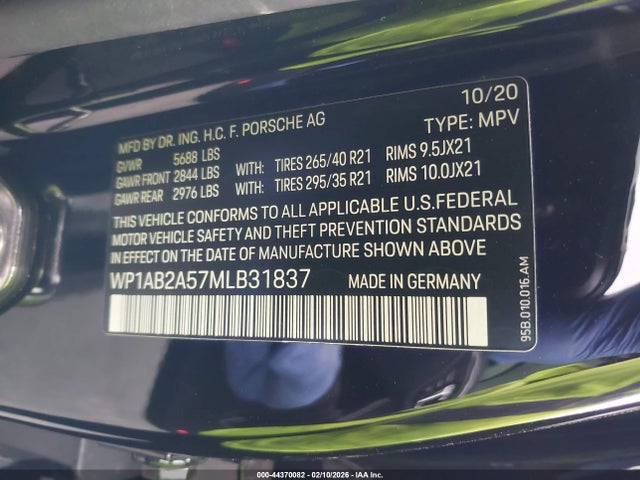 10/20
MFD BY DR. ING. H.C. F. PORSCHE AG TYPE: MPV
GVWR 5688 LBS
GAWR FRONT 2844 LBS WITH: TIRES 265/40 R21 RIMS 9.5JX21
GAWR REAR 2976 LBS WITH: TIRES 295/35 R21 RIMS 10.0JX21
THIS VEHICLE CONFORMS TO ALL APPLICABLE U.S.FEDERAL
MOTOR VEHICLE SAFETY AND THEFT PREVENTION STANDARDS
IN EFFECT ON THE DATE OF MANUFACTURE SHOWN ABOVE
WP1AB2A57MLB31837 MADE IN GERMANY
95B.010.016.AM
000-44370082 - 02/10/2026 - IAA Inc.